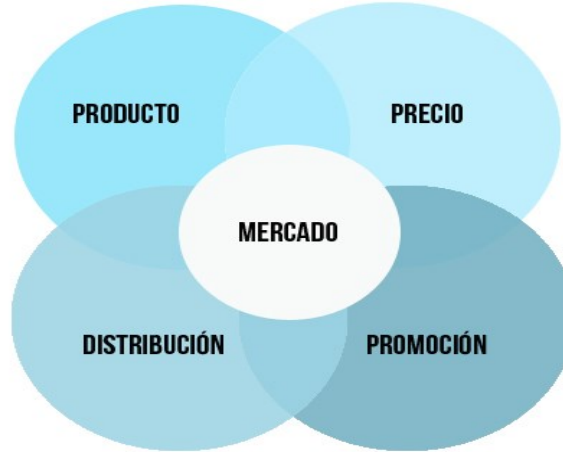 PRODUCTO
PRECIO
MERCADO
DISTRIBUCIÓN
PROMOCIÓN